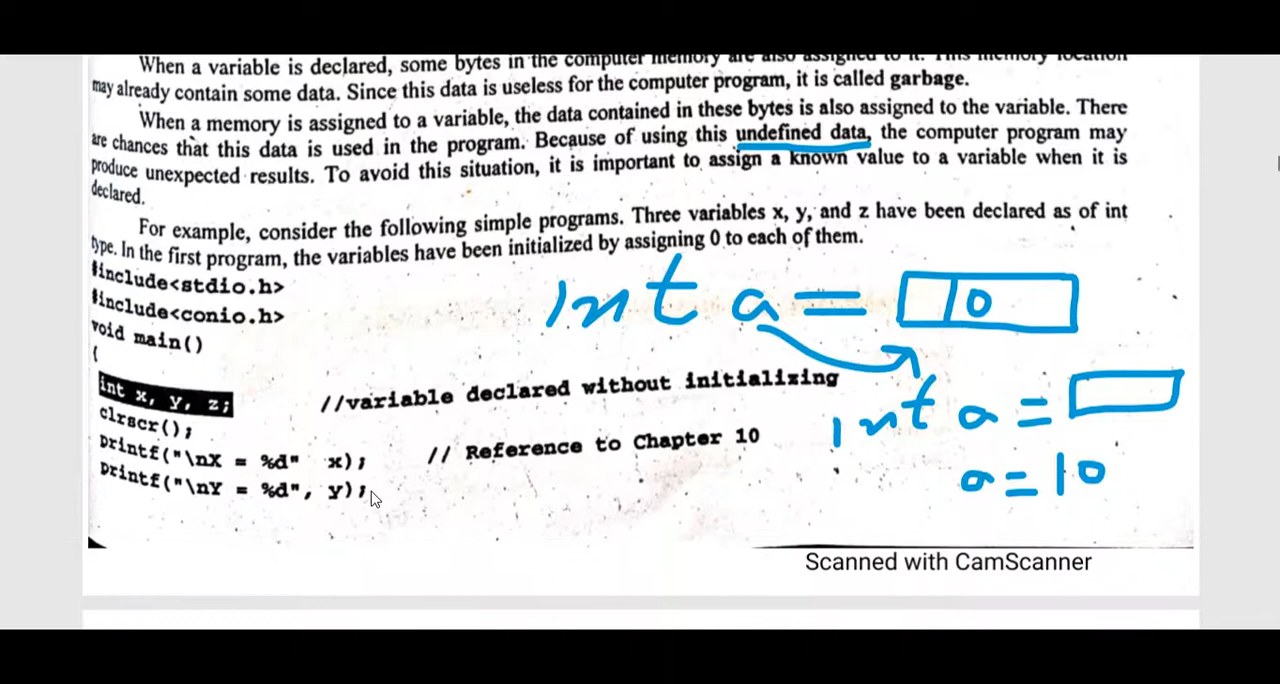 When a variable is declared, some bytes in the computer memory are also assigned to it. This memory location
may already contain some data. Since this data is useless for the computer program, it is called garbage.
When a memory is assigned to a variable, the data contained in these bytes is also assigned to the variable. There
are chances that this data is used in the program. Because of using this undefined data, the computer program may
produce unexpected results. To avoid this situation, it is important to assign a known value to a variable when it is
declared.
For example, consider the following simple programs. Three variables x, y, and z have been declared as of int
type. In the first program, the variables have been initialized by assigning 0 to each of them.
#include<stdio.h>
int a = 10
#include<conio.h>
void main()
{
int x, y, z; //variable declared without initializing
int a =
clrscr(); // Reference to Chapter 10
printf("\nX = %d" x);
a = 10
printf("\nY = %d", y);
Scanned with CamScanner